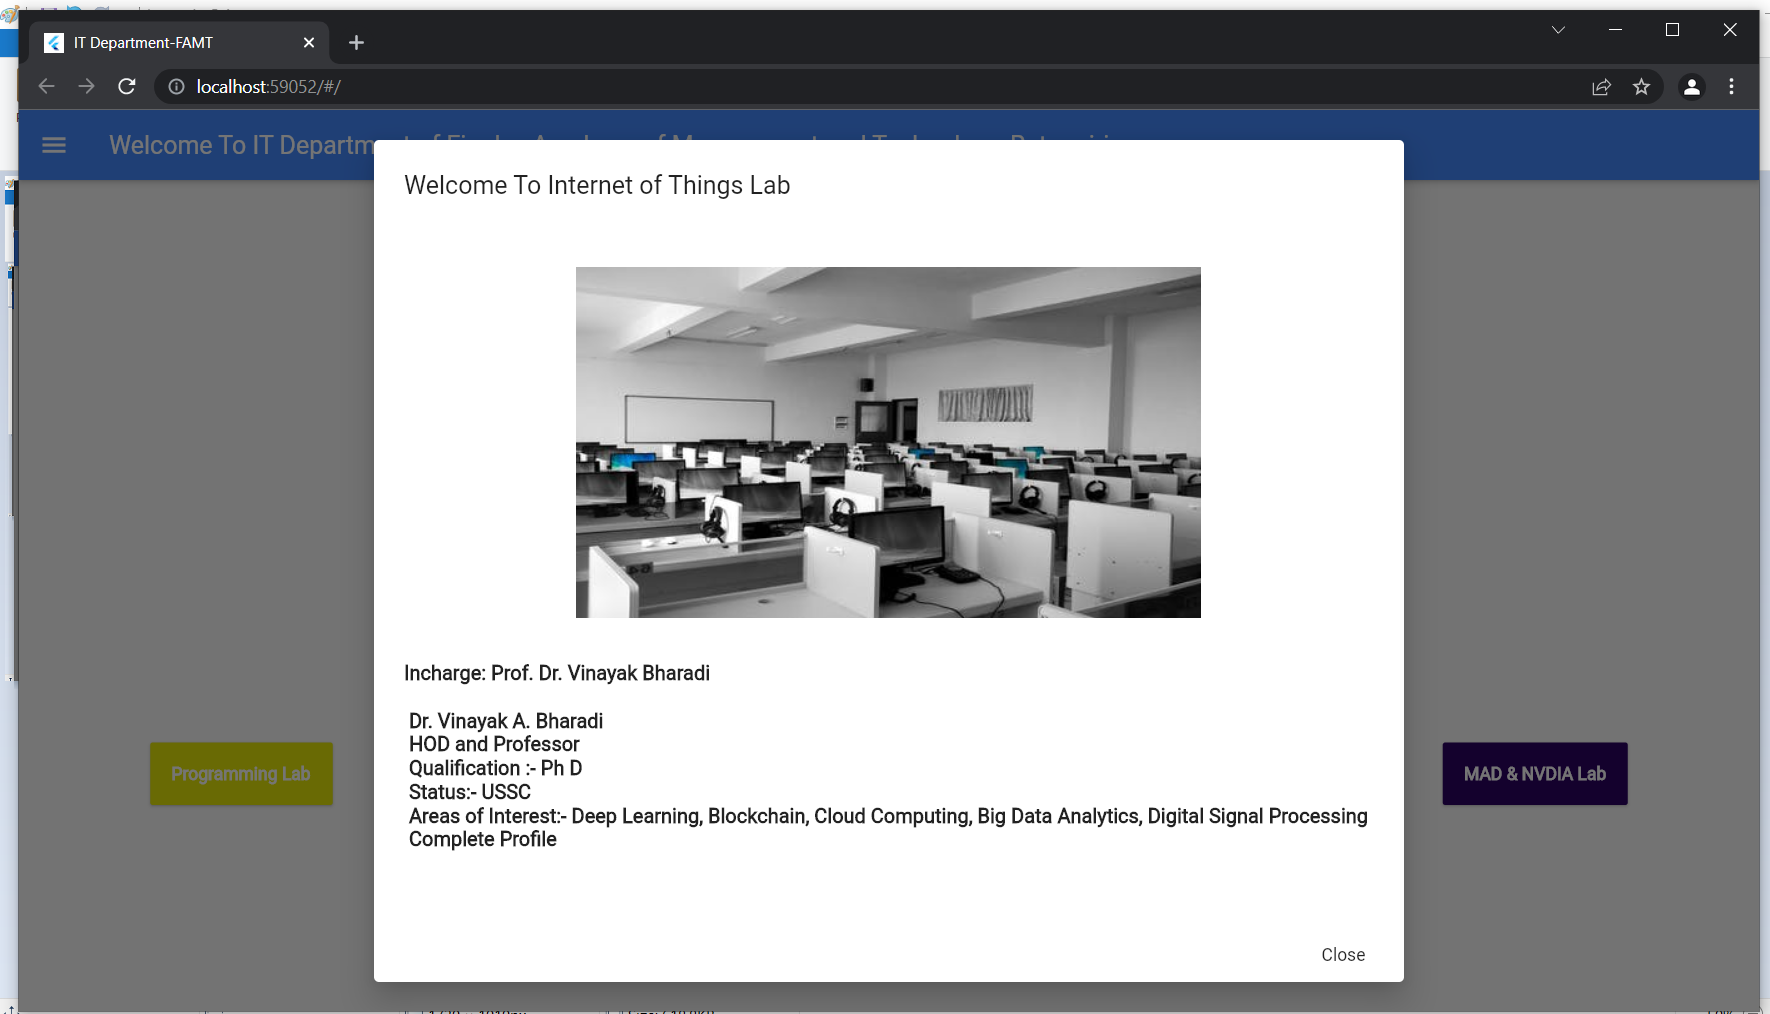 IT Department-FAMT
localhost:59052/#/
Welcome To IT Departm
Welcome To Internet of Things Lab
Incharge: Prof. Dr. Vinayak Bharadi
Dr. Vinayak A. Bharadi
HOD and Professor
Qualification :- Ph D
Status:- USSC
Areas of Interest:- Deep Learning, Blockchain, Cloud Computing, Big Data Analytics, Digital Signal Processing
Complete Profile
Programming Lab
MAD & NVDIA Lab
Close